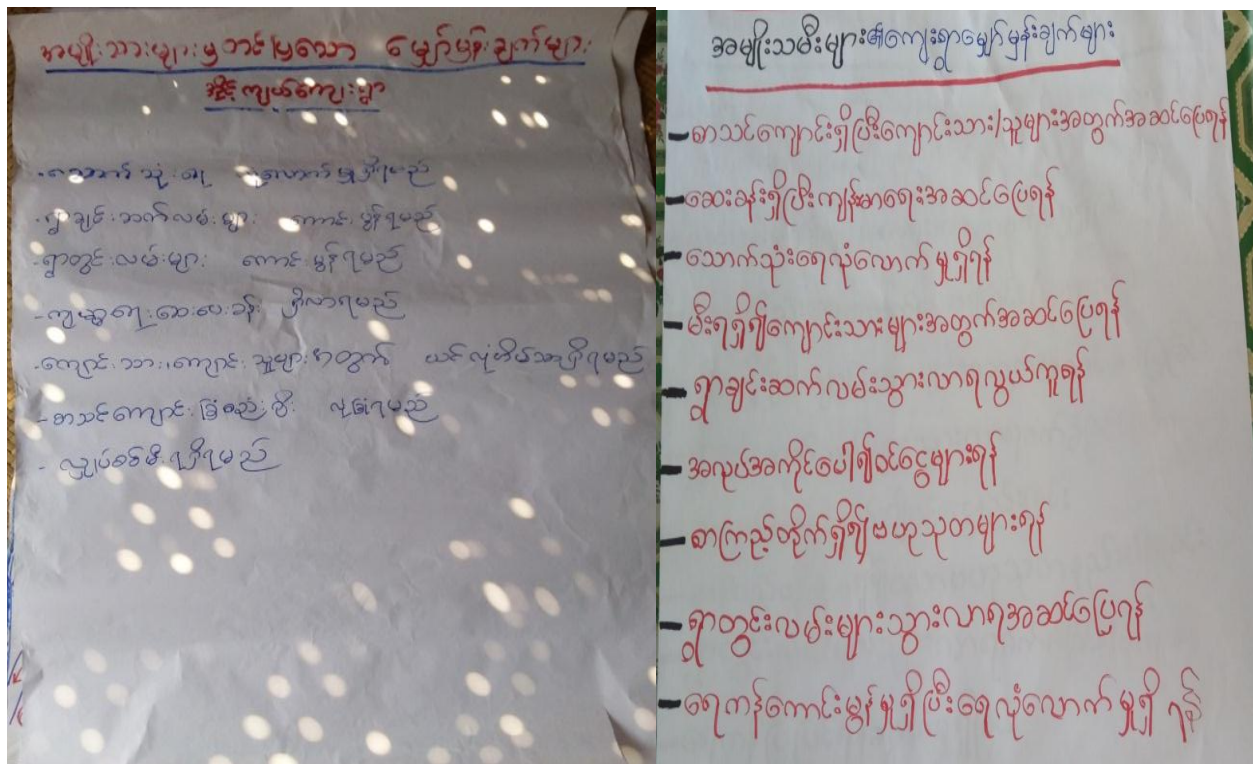 အမျိုးသားများမှတင်ပြသော မျှော်မှန်းချက်များ
ကျယ်ကျေးရွာ
- သောက်သုံးရေ လုံလောက်မှုရှိရမည်
- ရွာချင်းဆက်လမ်းများ ကောင်းမွန်ရမည်
- ရွာတွင်းလမ်းများ ကောင်းမွန်ရမည်
- ကျန်းမာရေးဆေးပေးခန်း ရှိလာရမည်
- ကျောင်းသား၊ကျောင်းသူများအတွက် ယင်လုံအိမ်သာရှိရမည်
- စာသင်ကျောင်းခြံစည်းရိုး လုံခြုံရမည်
- လျှပ်စစ်မီးရရှိရမည်
အမျိုးသမီးများ၏ကျေးရွာမျှော်မှန်းချက်များ
- စာသင်ကျောင်းရှိပြီးကျောင်းသား/သူများအတွက်အဆင်ပြေရန်
- ဆေးခန်းရှိပြီးကျန်းမာရေးအဆင်ပြေရန်
- သောက်သုံးရေလုံလောက်မှုရှိရန်
- မီးရရှိ၍ကျောင်းသားများအတွက်အဆင်ပြေရန်
- ရွာချင်းဆက်လမ်းသွားလာရလွယ်ကူရန်
- အလုပ်အကိုင်ပေါ၍ဝင်ငွေများရန်
- စာကြည့်တိုက်ရှိ၍ဗဟုသုတများရန်
- ရွာတွင်းလမ်းများသွားလာရအဆင်ပြေရန်
- ရေကန်ကောင်းမွန်မှုရှိပြီးရေလုံလောက်မှုရှိရန်